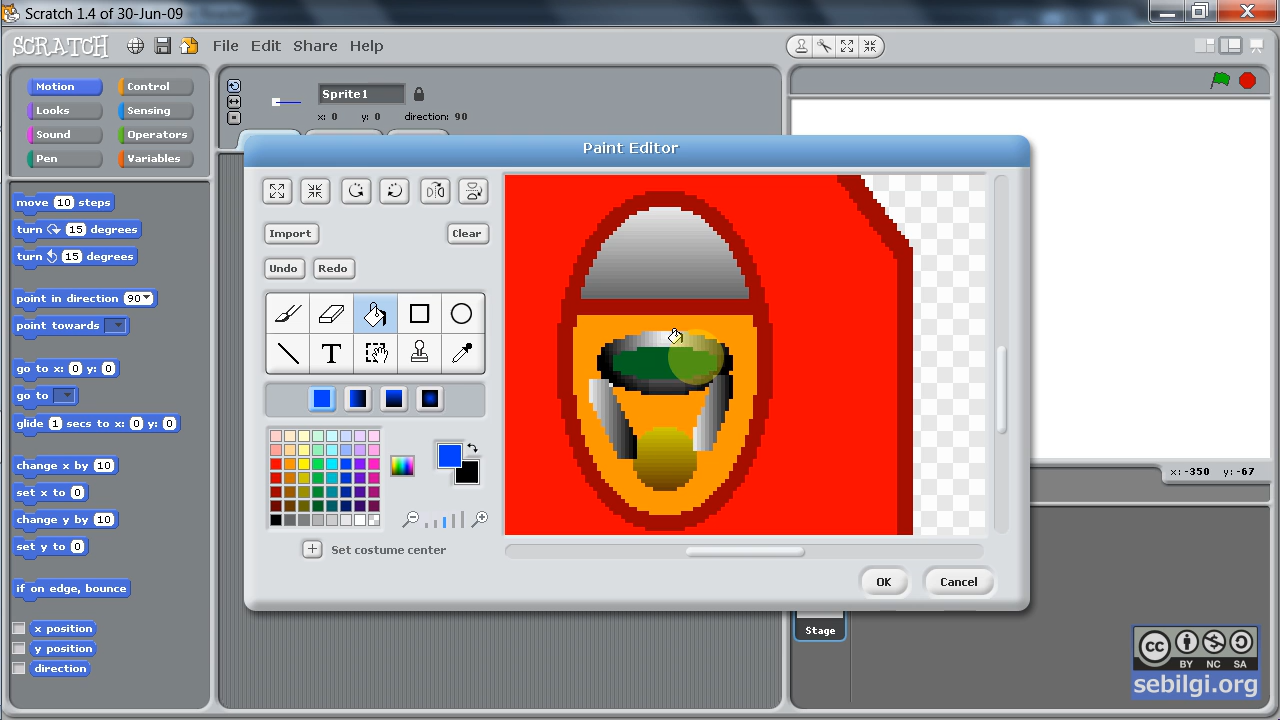 Scratch 1.4 of 30-Jun-09
SCRATCH
File Edit Share Help
Motion Control
Looks Sensing
Sound Operators
Pen Variables
Sprite1
x: 0 y: 0 direction: 90
Paint Editor
move 10 steps
turn 15 degrees
turn 15 degrees
point in direction 90
point towards
go to x: 0 y: 0
go to
glide 1 secs to x: 0 y: 0
change x by 10
set x to 0
change y by 10
set y to 0
if on edge, bounce
x position
y position
direction
Import Clear
Undo Redo
T
Set costume center
OK Cancel
x: -350 y: -67
Stage
cc
BY NC SA
sebilgi.org